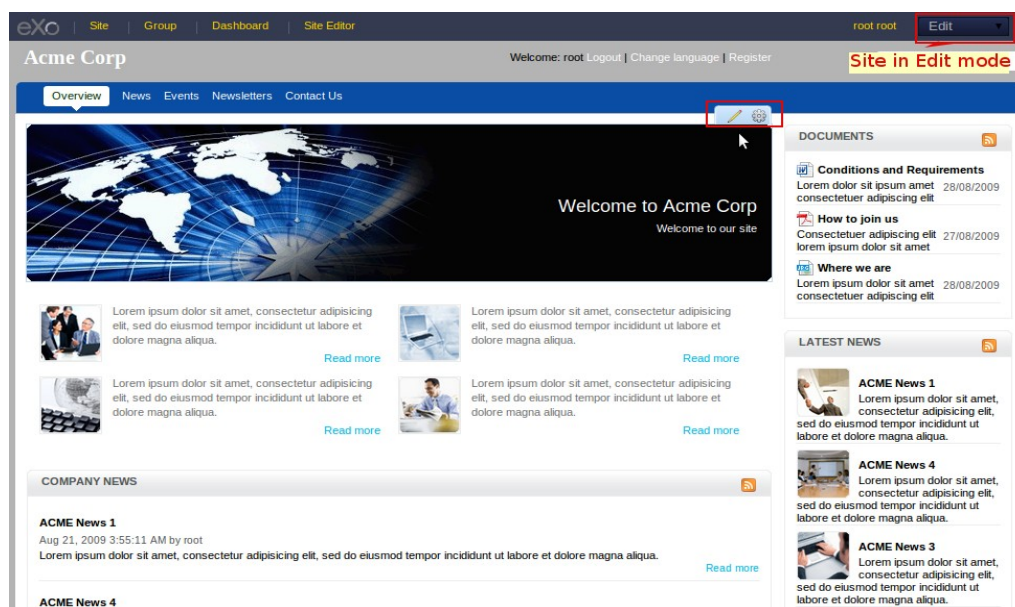 eXo | Site | Group | Dashboard | Site Editor
root root
Edit
Site in Edit mode
Acme Corp
Welcome: root Logout | Change language | Register
Overview News Events Newsletters Contact Us
Welcome to Acme Corp
Welcome to our site
Lorem ipsum dolor sit amet, consectetur adipisicing
elit, sed do eiusmod tempor incididunt ut labore et
dolore magna aliqua.
Read more
Lorem ipsum dolor sit amet, consectetur adipisicing
elit, sed do eiusmod tempor incididunt ut labore et
dolore magna aliqua.
Read more
Lorem ipsum dolor sit amet, consectetur adipisicing
elit, sed do eiusmod tempor incididunt ut labore et
dolore magna aliqua.
Read more
Lorem ipsum dolor sit amet, consectetur adipisicing
elit, sed do eiusmod tempor incididunt ut labore et
dolore magna aliqua.
Read more
COMPANY NEWS
ACME News 1
Aug 21, 2009 3:55:11 AM by root
Lorem ipsum dolor sit amet, consectetur adipisicing elit, sed do eiusmod tempor incididunt ut labore et dolore magna aliqua.
Read more
ACME News 4
DOCUMENTS
Conditions and Requirements
Lorem dolor sit ipsum amet 28/08/2009
consectetuer adipiscing elit
How to join us
Consectetuer adipiscing elit 27/08/2009
lorem ipsum dolor sit amet
Where we are
Lorem ipsum dolor sit amet 28/08/2009
consectetuer adipiscing elit
LATEST NEWS
ACME News 1
Lorem ipsum dolor sit amet,
consectetur adipisicing elit,
sed do eiusmod tempor incididunt ut
labore et dolore magna aliqua.
ACME News 4
Lorem ipsum dolor sit amet,
consectetur adipisicing elit,
sed do eiusmod tempor incididunt ut
labore et dolore magna aliqua.
ACME News 3
Lorem ipsum dolor sit amet,
consectetur adipisicing elit,
sed do eiusmod tempor incididunt ut
labore et dolore magna aliqua.